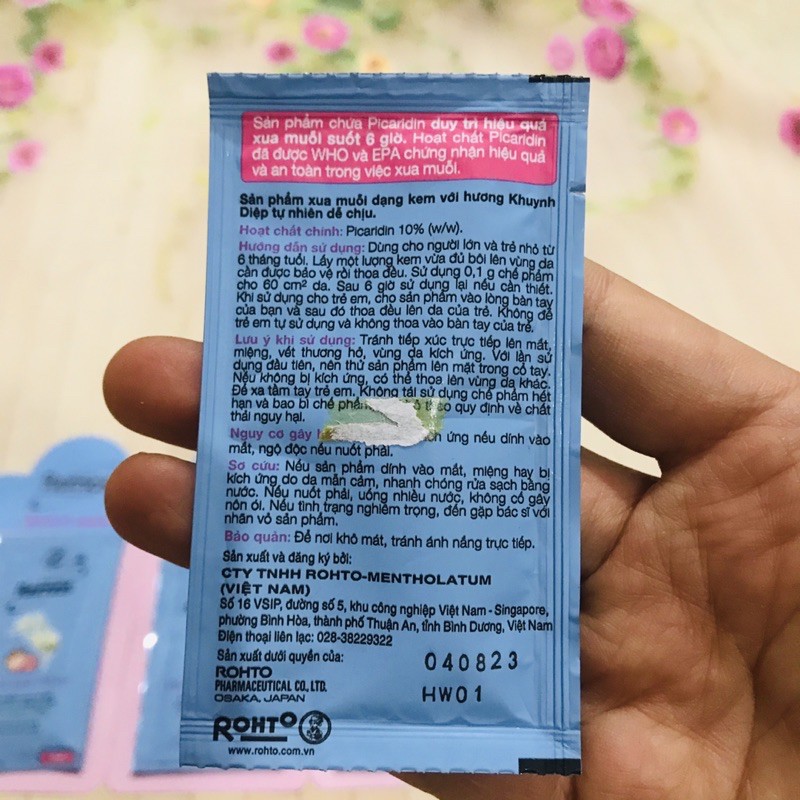 Sản phẩm chứa Picaridin duy trì hiệu quả
xua muỗi suốt 6 giờ. Hoạt chất Picaridin
đã được WHO và EPA chứng nhận hiệu quả
và an toàn trong việc xua muỗi.
Sản phẩm xua muỗi dạng kem với hương Khuynh
Diệp tự nhiên dễ chịu.
Hoạt chất chính: Picaridin 10% (w/w).
Hướng dẫn sử dụng: Dùng cho người lớn và trẻ nhỏ từ
6 tháng tuổi. Lấy một lượng kem vừa đủ bôi lên vùng da
cần được bảo vệ rồi thoa đều. Sử dụng 0,1 g chế phẩm
cho 60 cm² da. Sau 6 giờ sử dụng lại nếu cần thiết.
Khi sử dụng cho trẻ em, cho sản phẩm vào lòng bàn tay
của bạn và sau đó thoa đều lên da của trẻ. Không để
trẻ em tự sử dụng và không thoa vào bàn tay của trẻ.
Lưu ý khi sử dụng: Tránh tiếp xúc trực tiếp lên mắt,
miệng, vết thương hở, vùng da kích ứng. Với lần sử
dụng đầu tiên, nên thử sản phẩm lên mặt trong cổ tay.
Nếu không bị kích ứng, có thể thoa lên vùng da khác.
Để xa tầm tay trẻ em. Không tái sử dụng chế phẩm hết
hạn và bao bì chế phẩm theo quy định về chất
thải nguy hại.
Nguy cơ gây ứng nếu dính vào
mắt, ngộ độc nếu nuốt phải.
Sơ cứu: Nếu sản phẩm dính vào mắt, miệng hay bị
kích ứng do da mẫn cảm, nhanh chóng rửa sạch bằng
nước. Nếu nuốt phải, uống nhiều nước, không cố gây
nôn ói. Nếu tình trạng nghiêm trọng, đến gặp bác sĩ với
nhãn vỏ sản phẩm.
Bảo quản: Để nơi khô mát, tránh ánh nắng trực tiếp.
Sản xuất và đăng ký bởi:
CTY TNHH ROHTO-MENTHOLATUM
(VIỆT NAM)
Số 16 VSIP, đường số 5, khu công nghiệp Việt Nam - Singapore,
phường Bình Hòa, thành phố Thuận An, tỉnh Bình Dương, Việt Nam
Điện thoại liên lạc: 028-38229322
Sản xuất dưới quyền của:
ROHTO
PHARMACEUTICAL CO., LTD.
OSAKA, JAPAN
040823
HW01
ROHTO
www.rohto.com.vn